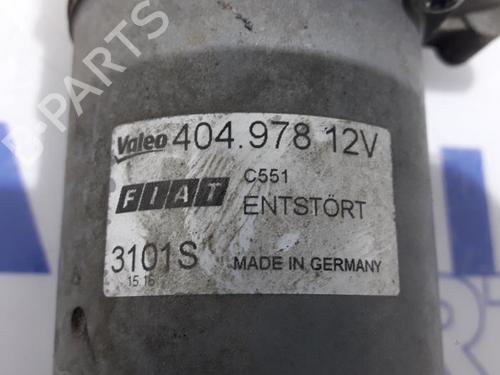 Valeo 404.978 12V
FIAT C551
ENTSTÖRT
3101S MADE IN GERMANY
15.16
B-PARTS